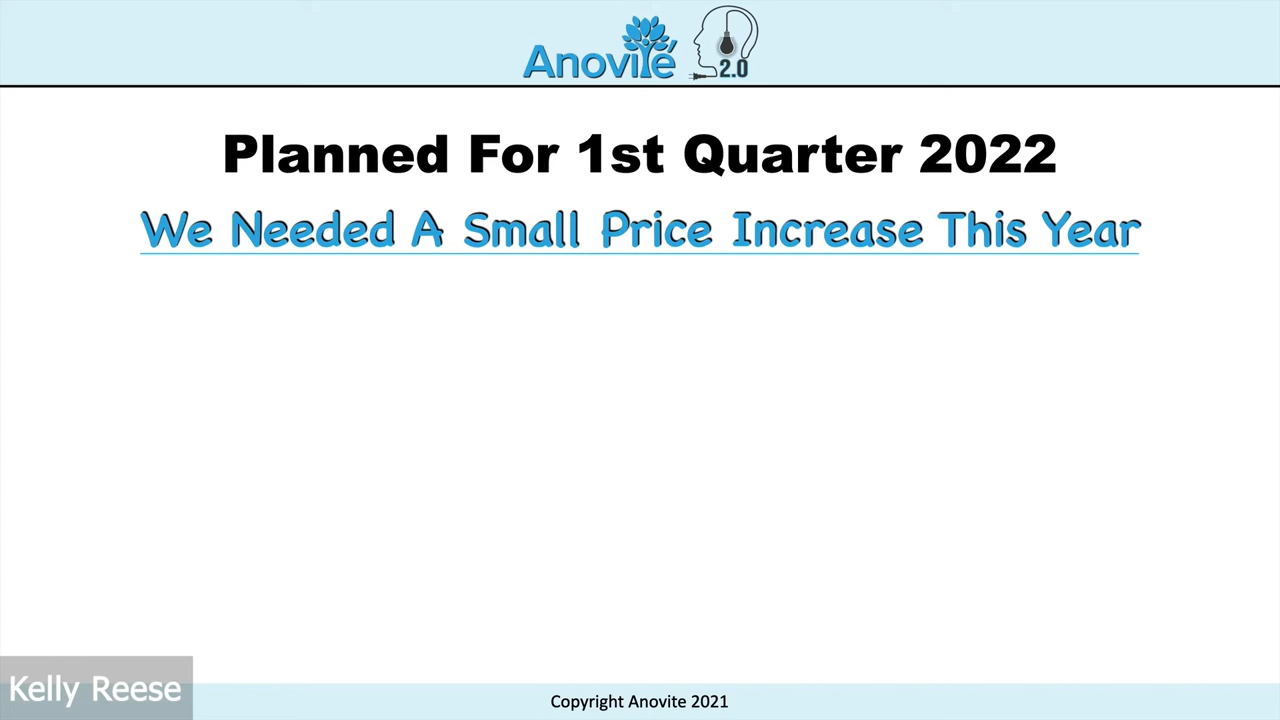 Anovité
2.0
Planned For 1st Quarter 2022
We Needed A Small Price Increase This Year
Kelly Reese
Copyright Anovite 2021